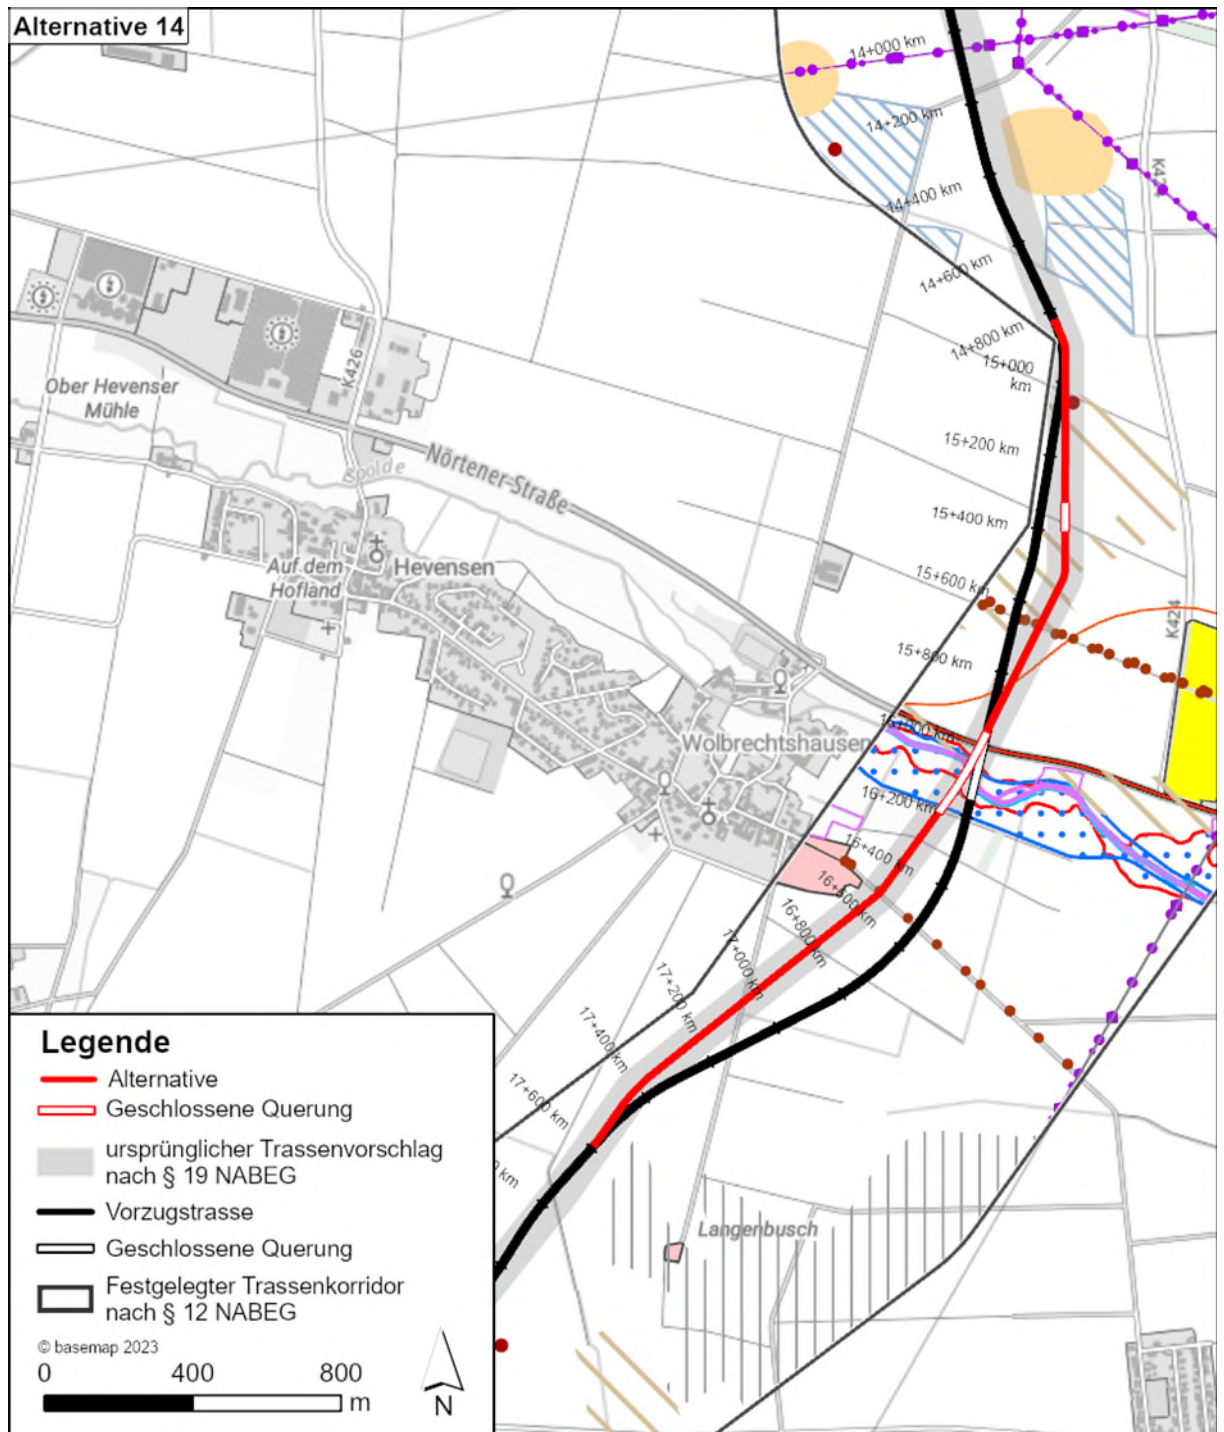 Alternative 14
14+000 km
14+200 km
14+400 km
14+600 km
14+800 km
15+000
km
15+200 km
15+400 km
15+600 km
15+800 km
16+000 km
16+200 km
16+400 km
16+600 km
16+800 km
17+000 km
17+200 km
17+400 km
17+600 km
km
K424
K424
K426
Ober Hevenser
Mühle
Nörtener-Straße
Espolde
Auf dem
Hofland
Hevensen
Wolbrechtshausen
Langenbusch
Legende
Alternative
Geschlossene Querung
ursprünglicher Trassenvorschlag
nach § 19 NABEG
Vorzugstrasse
Geschlossene Querung
Festgelegter Trassenkorridor
nach § 12 NABEG
© basemap 2023
0 400 800
m
N